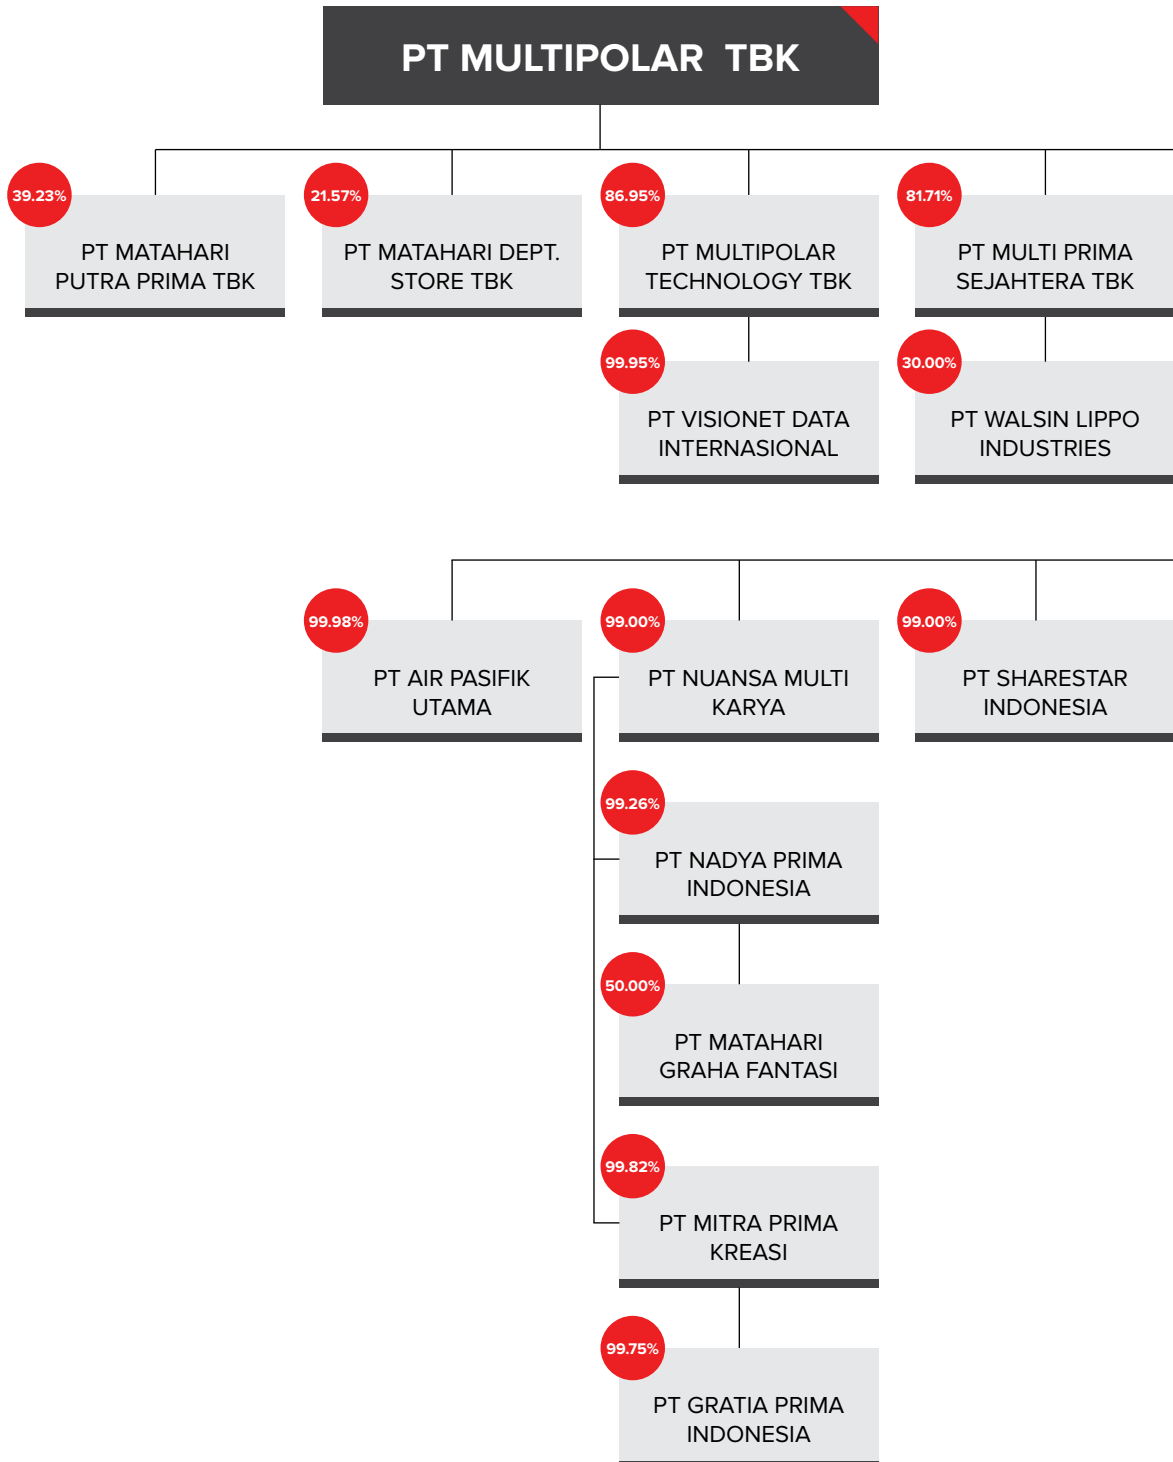 PT MULTIPOLAR TBK
39.23%
PT MATAHARI
PUTRA PRIMA TBK
21.57%
PT MATAHARI DEPT.
STORE TBK
86.95%
PT MULTIPOLAR
TECHNOLOGY TBK
81.71%
PT MULTI PRIMA
SEJAHTERA TBK
99.95%
PT VISIONET DATA
INTERNASIONAL
30.00%
PT WALSIN LIPPO
INDUSTRIES
99.98%
PT AIR PASIFIK
UTAMA
99.00%
PT NUANSA MULTI
KARYA
99.00%
PT SHARESTAR
INDONESIA
99.26%
PT NADYA PRIMA
INDONESIA
50.00%
PT MATAHARI
GRAHA FANTASI
99.82%
PT MITRA PRIMA
KREASI
99.75%
PT GRATIA PRIMA
INDONESIA